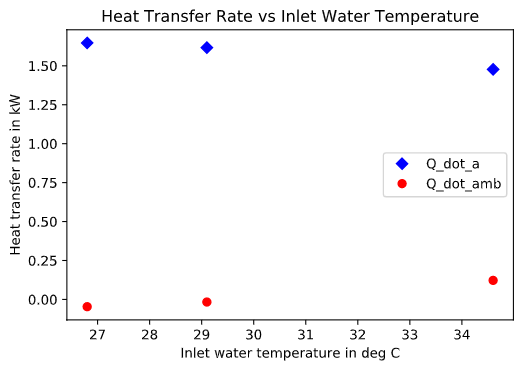 Heat Transfer Rate vs Inlet Water Temperature
Heat transfer rate in kW
1.50
1.25
1.00
0.75
0.50
0.25
0.00
Q_dot_a
Q_dot_amb
27 28 29 30 31 32 33 34
Inlet water temperature in deg C